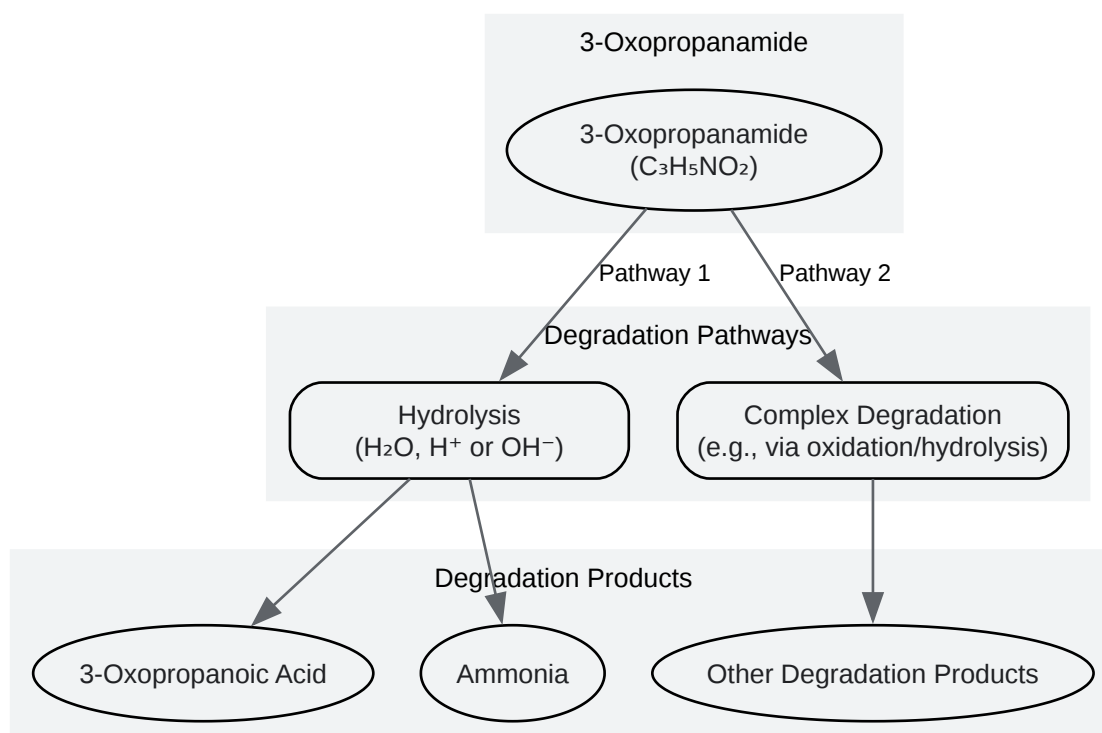 3-Oxopropanamide
3-Oxopropanamide
(C₃H₅NO₂)
Pathway 1
Pathway 2
Degradation Pathways
Hydrolysis
(H₂O, H⁺ or OH⁻)
Complex Degradation
(e.g., via oxidation/hydrolysis)
Degradation Products
3-Oxopropanoic Acid
Ammonia
Other Degradation Products